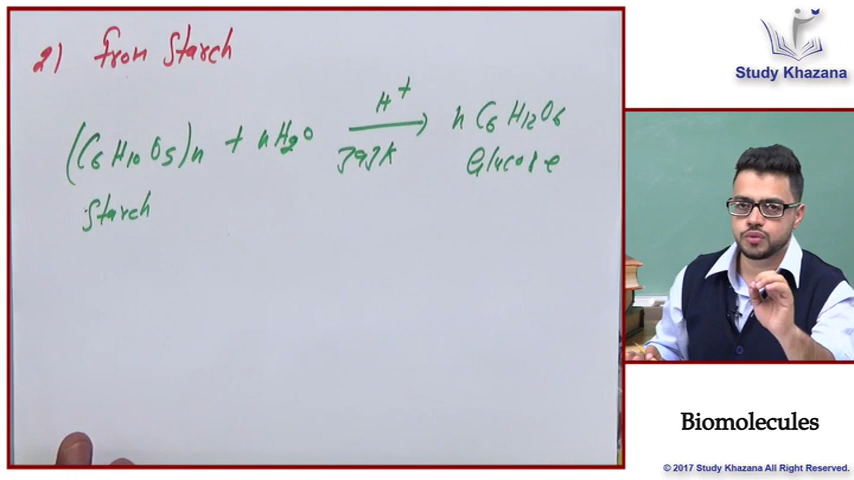 2) From Starch
(C6 H10 O5)n + nH2O H+ 393K n C6 H12 O6
Starch Glucose
Study Khazana
Biomolecules
© 2017 Study Khazana All Right Reserved.